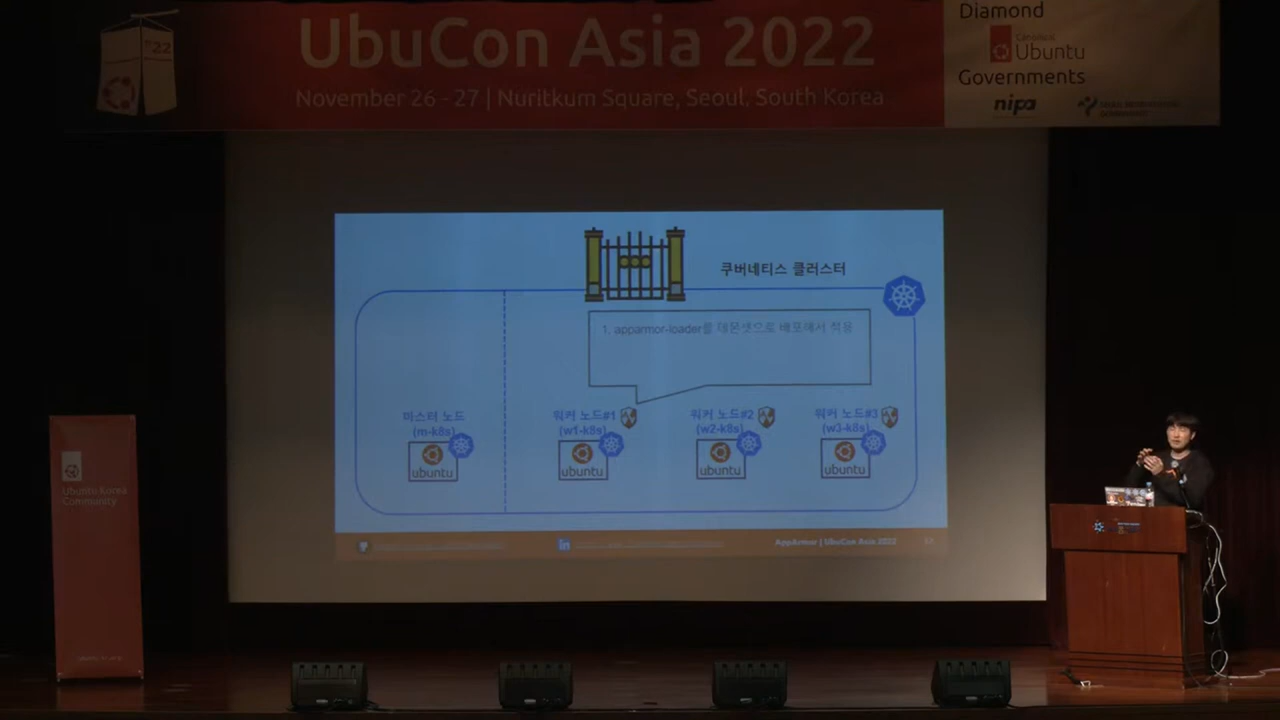 UbuCon Asia 2022
November 26 - 27 | Nuritkum Square, Seoul, South Korea
Diamond
Canonical
Ubuntu
Governments
nipa
쿠버네티스 클러스터
1. apparmor-loader를 데몬셋으로 배포해서 적용
마스터 노드
(m-k8s)
ubuntu
워커 노드#1
(w1-k8s)
ubuntu
워커 노드#2
(w2-k8s)
ubuntu
워커 노드#3
(w3-k8s)
ubuntu
in
AppArmor | UbuCon Asia 2022
Ubuntu Korea
Community